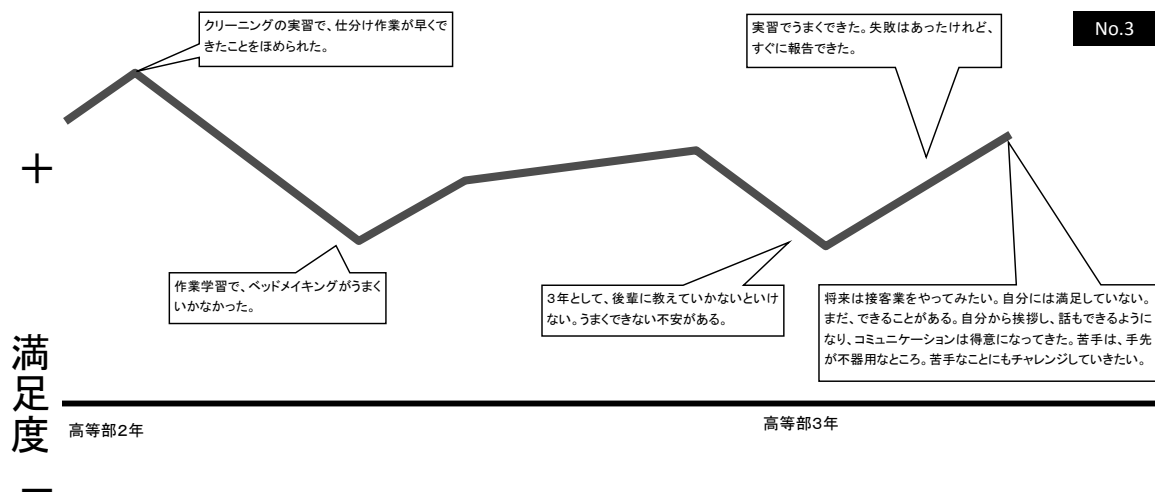 クリーニングの実習で、仕分け作業が早くで
きたことをほめられた。
実習でうまくできた。失敗はあったけれど、
すぐに報告できた。
No.3
＋
作業学習で、ベッドメイキングがうまく
いかなかった。
３年として、後輩に教えていかないといけ
ない。うまくできない不安がある。
将来は接客業をやってみたい。自分には満足していない。
まだ、できることがある。自分から挨拶し、話もできるように
なり、コミュニケーションは得意になってきた。苦手は、手先
が不器用なところ。苦手なことにもチャレンジしていきたい。
満足度
高等部２年
高等部３年
－